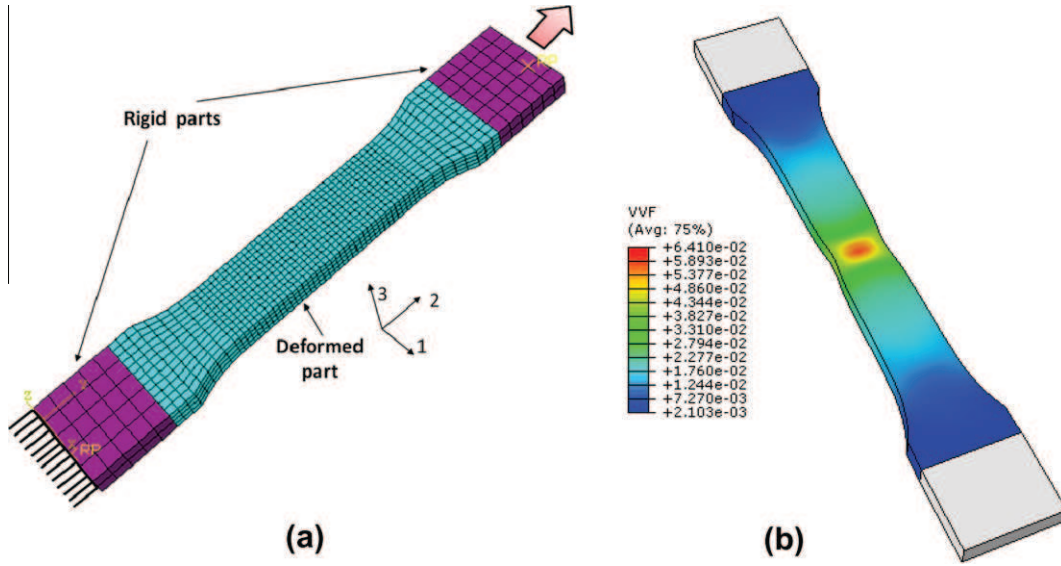 RP
Rigid parts
3
2
1
Deformed
part
RP
(a)
VVF
(Avg: 75%)
+6.410e-02
+5.893e-02
+5.377e-02
+4.860e-02
+4.344e-02
+3.827e-02
+3.310e-02
+2.794e-02
+2.277e-02
+1.760e-02
+1.244e-02
+7.270e-03
+2.103e-03
(b)